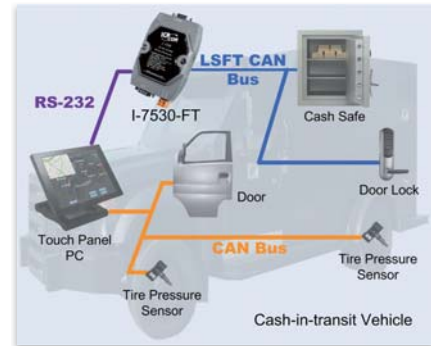 LSFT CAN
Bus
RS-232
I-7530-FT
Cash Safe
Door
Door Lock
Touch Panel
PC
CAN Bus
Tire Pressure
Sensor
Tire Pressure
Sensor
Cash-in-transit Vehicle